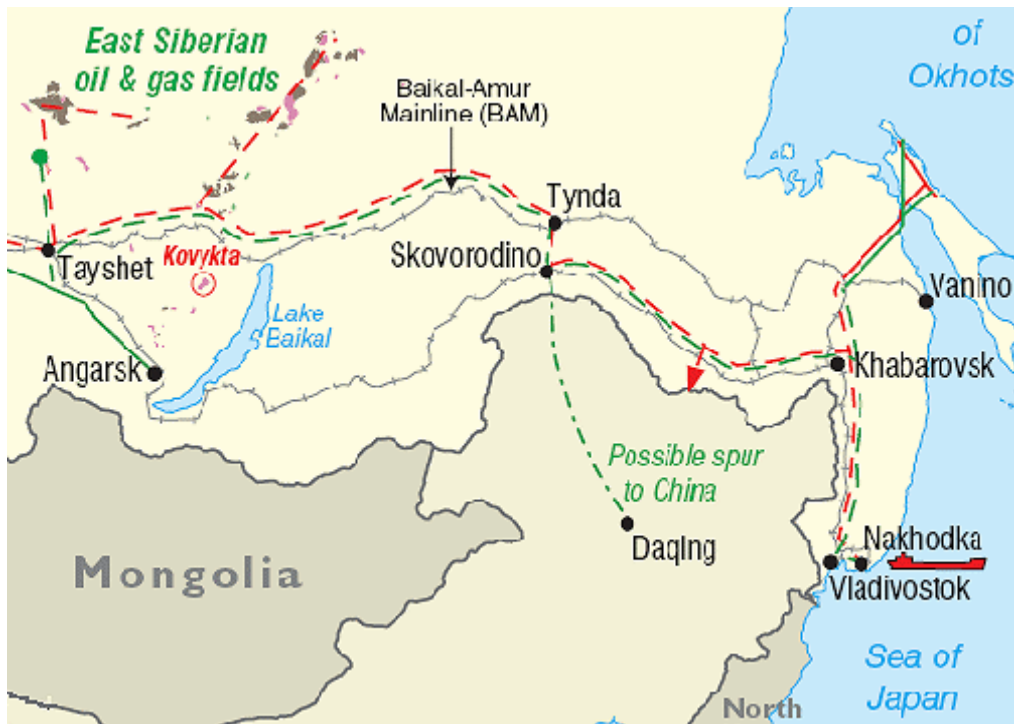 East Siberian
oil & gas fields
of
Okhots
Baikal-Amur
Mainline (BAM)
Tynda
Skovorodino
Tayshet
Kovykta
Vanino
Lake
Baikal
Angarsk
Khabarovsk
Possible spur
to China
Daqing
Nakhodka
Mongolia
Vladivostok
Sea of
Japan
North